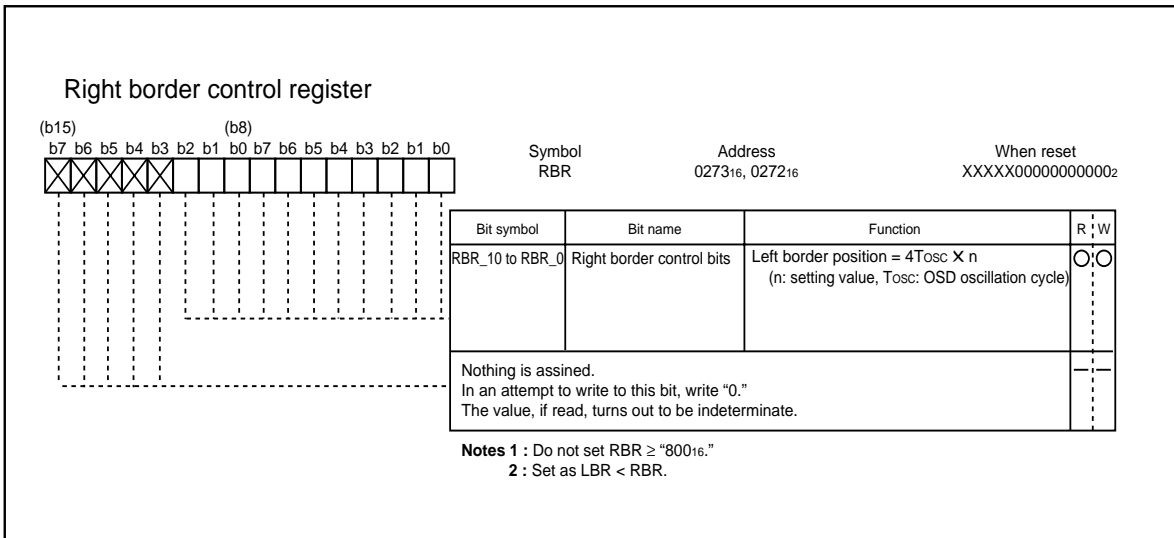 Right border control register
(b15) (b8)
b7 b6 b5 b4 b3 b2 b1 b0 b7 b6 b5 b4 b3 b2 b1 b0
Symbol Address When reset
RBR 027316, 027216 XXXXX000000000002
Bit symbol Bit name Function R W
RBR_10 to RBR_0 Right border control bits Left border position = 4Tosc X n
(n: setting value, Tosc: OSD oscillation cycle)
Nothing is assined.
In an attempt to write to this bit, write “0.”
The value, if read, turns out to be indeterminate.
Notes 1 : Do not set RBR ≥ “80016.”
2 : Set as LBR < RBR.